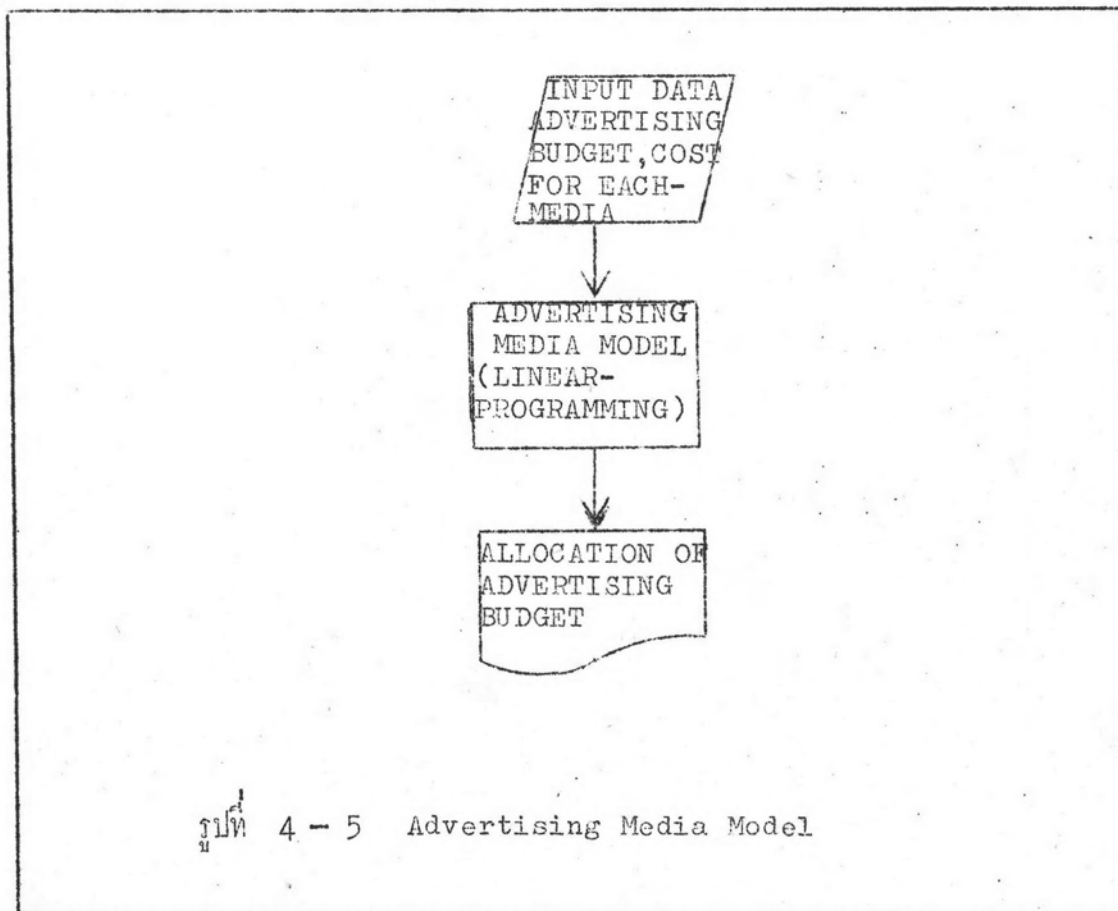 INPUT DATA
ADVERTISING
BUDGET,COST
FOR EACH-
MEDIA
ADVERTISING
MEDIA MODEL
(LINEAR-
PROGRAMMING)
ALLOCATION OF
ADVERTISING
BUDGET
รูปที่ 4 - 5 Advertising Media Model